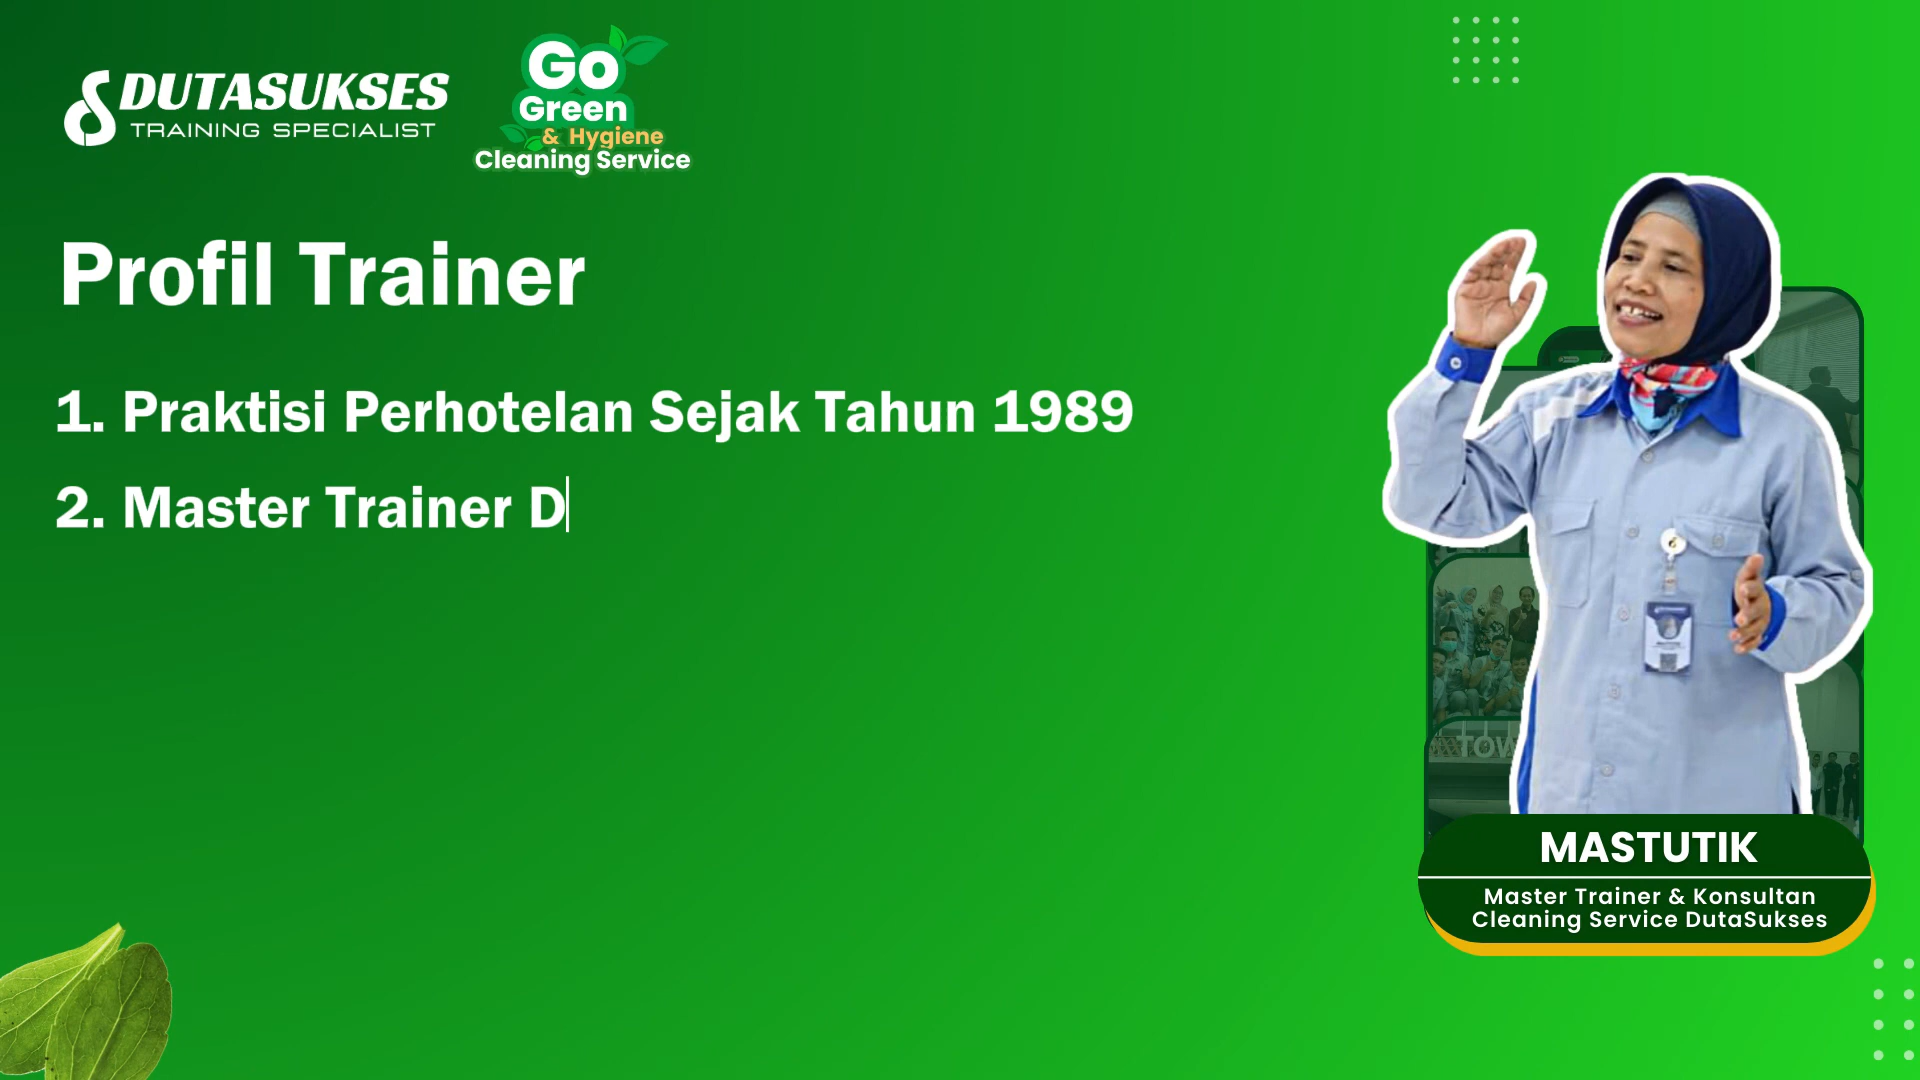 DUTASUKSES
TRAINING SPECIALIST
Go
Green
& Hygiene
Cleaning Service
Profil Trainer
1. Praktisi Perhotelan Sejak Tahun 1989
2. Master Trainer D
TOW
MASTUTIK
Master Trainer & Konsultan
Cleaning Service DutaSukses